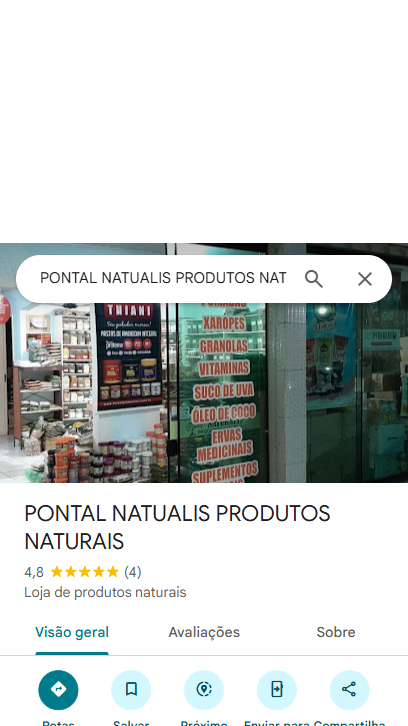 PONTAL NATUALIS PRODUTOS NAT
THIANI
XAROPES
GRANOLAS
VITAMINAS
SUCO DE UVA
ÓLEO DE COCO
ERVAS
MEDICINAIS
SUPLEMENTOS
PONTAL NATUALIS PRODUTOS
NATURAIS
4,8 (4)
Loja de produtos naturais
Visão geral Avaliações Sobre
Rotas Salvar Próximo Enviar para Compartilha